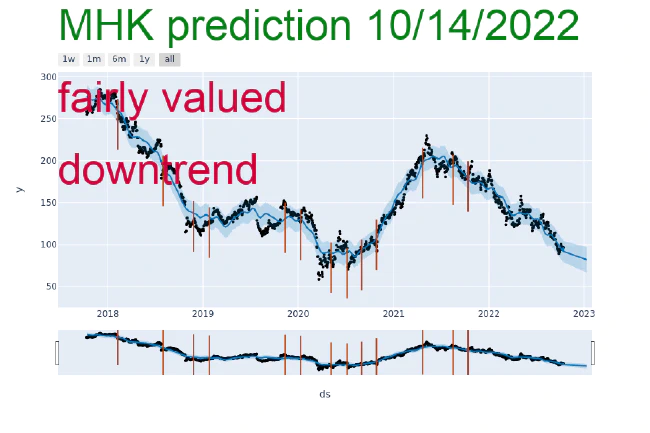 MHK prediction 10/14/2022
1w 1m 6m 1y all
fairly valued
downtrend
300
250
200
150
100
50
y
2018 2019 2020 2021 2022 2023
ds